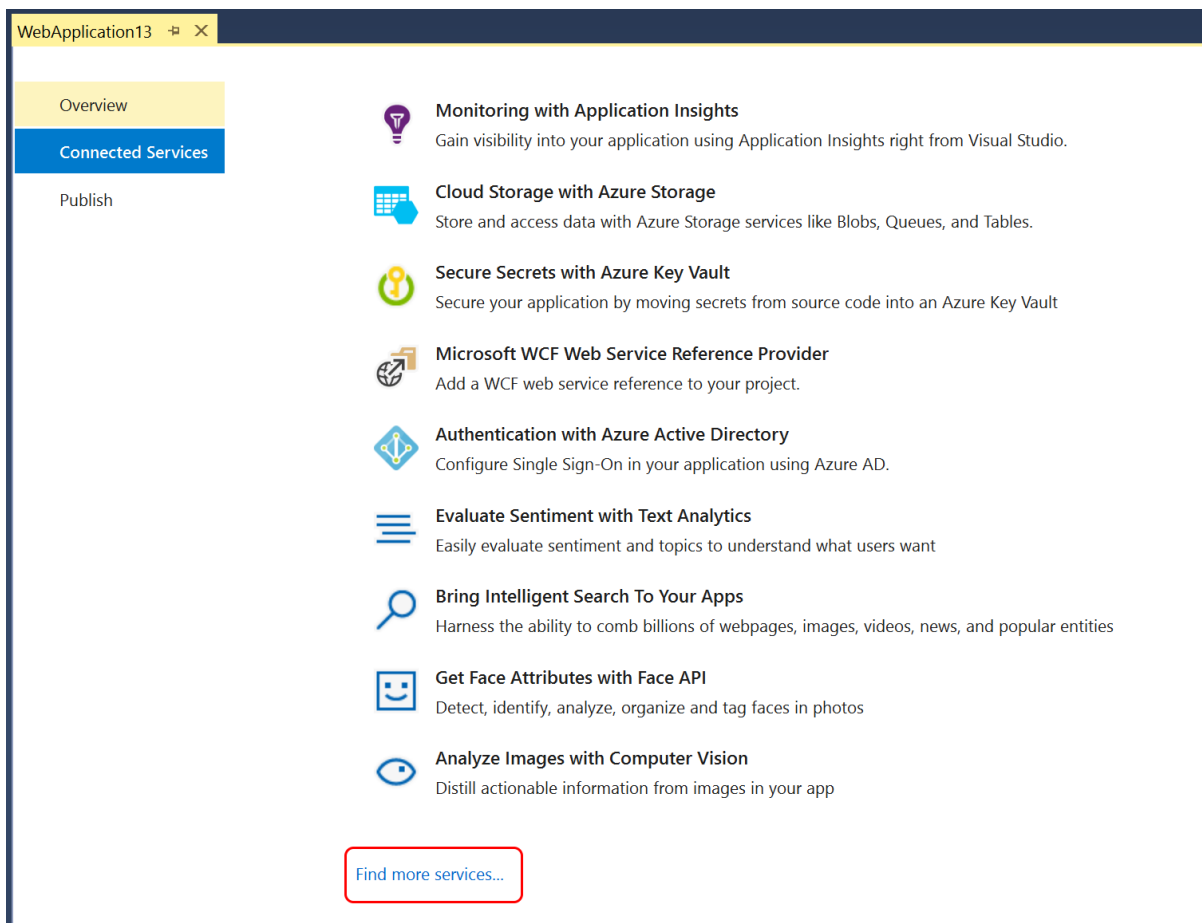 WebApplication13
Overview
Connected Services
Publish
Monitoring with Application Insights
Gain visibility into your application using Application Insights right from Visual Studio.
Cloud Storage with Azure Storage
Store and access data with Azure Storage services like Blobs, Queues, and Tables.
Secure Secrets with Azure Key Vault
Secure your application by moving secrets from source code into an Azure Key Vault
Microsoft WCF Web Service Reference Provider
Add a WCF web service reference to your project.
Authentication with Azure Active Directory
Configure Single Sign-On in your application using Azure AD.
Evaluate Sentiment with Text Analytics
Easily evaluate sentiment and topics to understand what users want
Bring Intelligent Search To Your Apps
Harness the ability to comb billions of webpages, images, videos, news, and popular entities
Get Face Attributes with Face API
Detect, identify, analyze, organize and tag faces in photos
Analyze Images with Computer Vision
Distill actionable information from images in your app
Find more services...